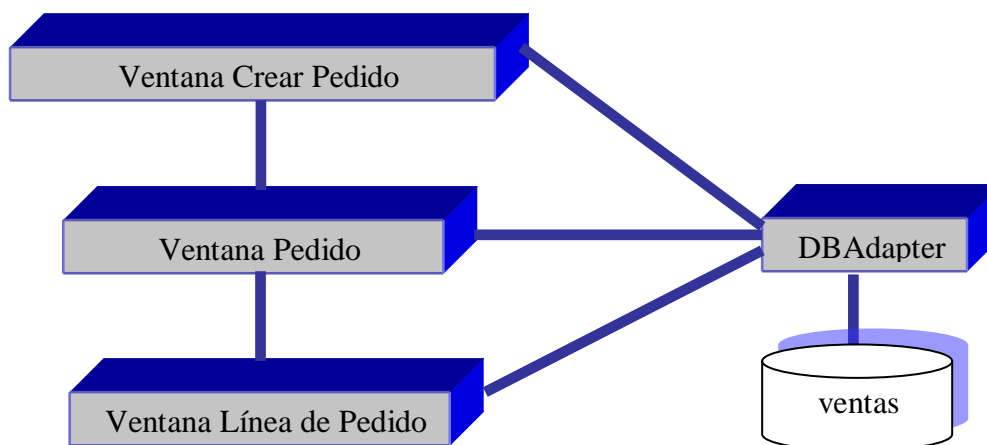 Ventana Crear Pedido
Ventana Pedido
DBAdapter
Ventana Línea de Pedido
ventas